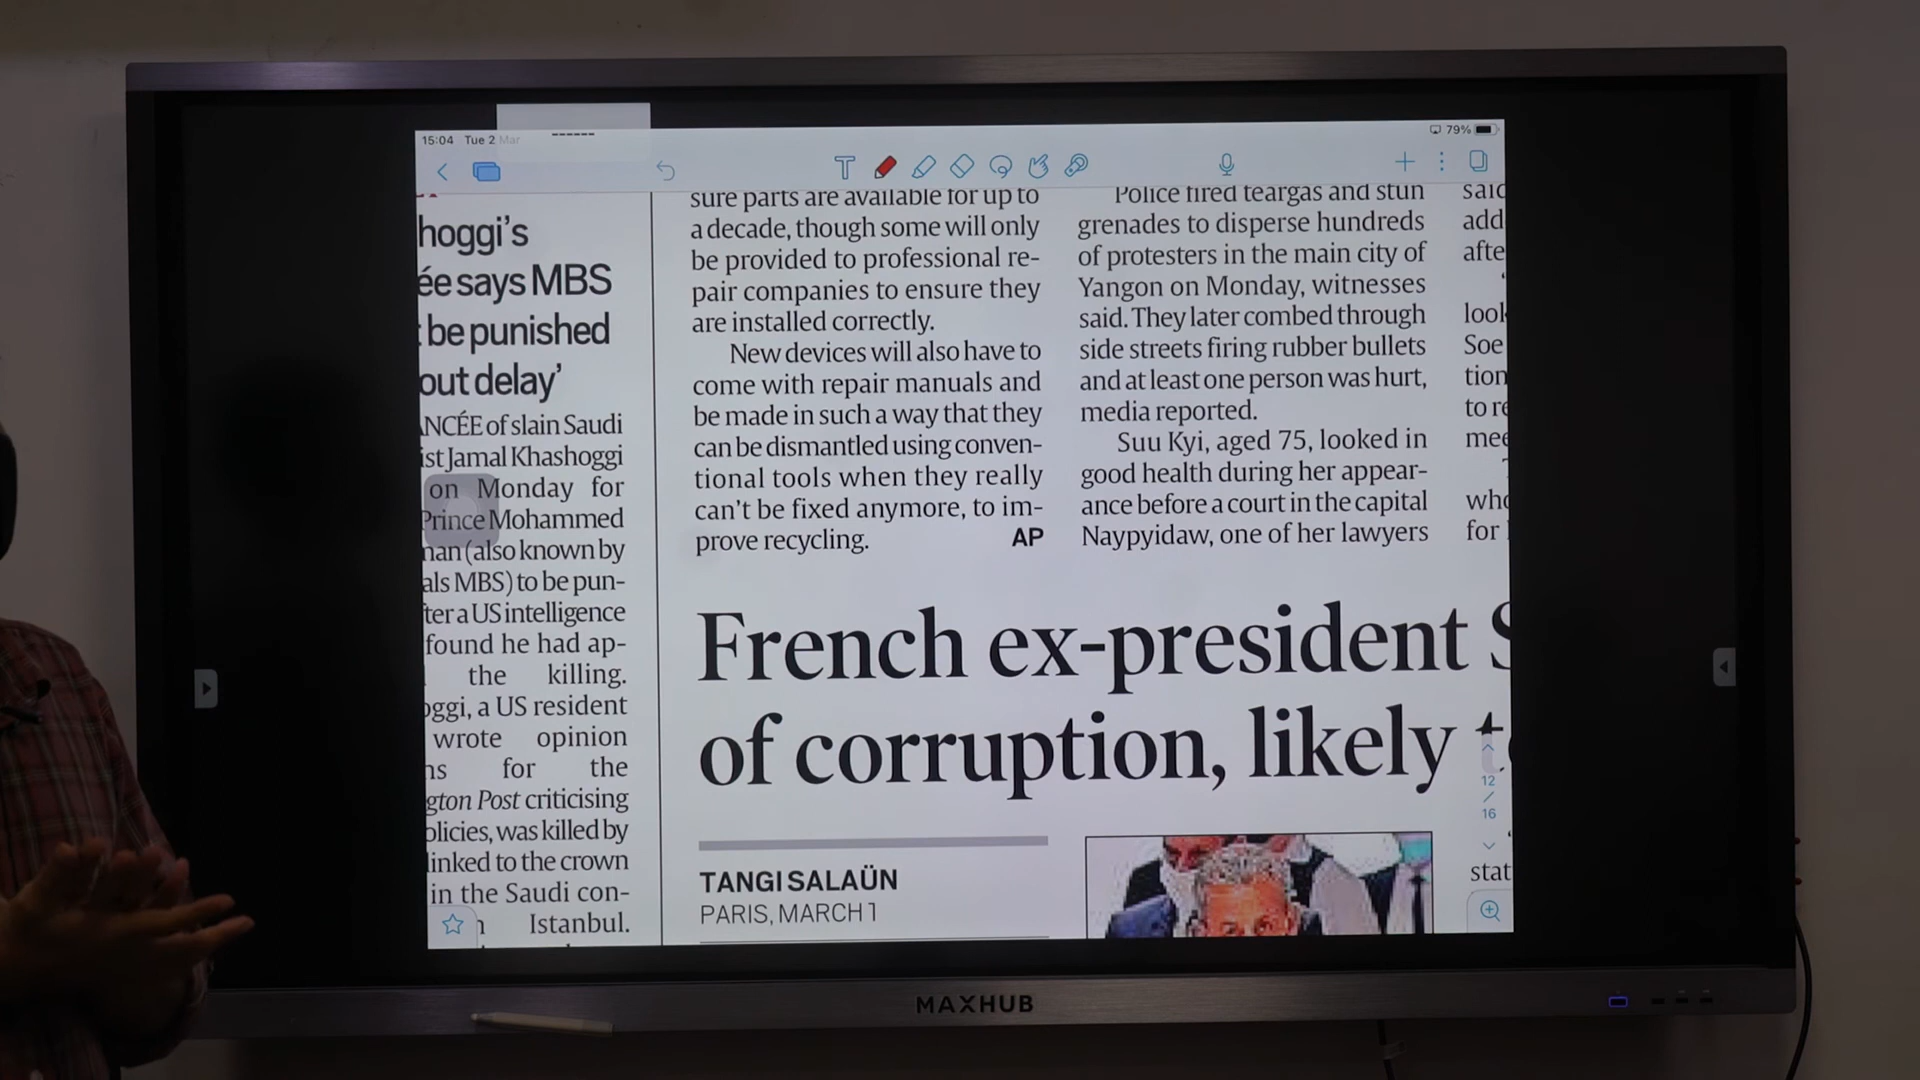 15:04 Tue 2 Mar
79%
hoggi's
ée says MBS
be punished
out delay'
NCÉE of slain Saudi
ist Jamal Khashoggi
on Monday for
Prince Mohammed
man (also known by
als MBS) to be pun-
ter a US intelligence
found he had ap-
the killing.
oggi, a US resident
wrote opinion
ns for the
gton Post criticising
olicies, was killed by
linked to the crown
in the Saudi con-
Istanbul.
sure parts are available for up to
a decade, though some will only
be provided to professional re-
pair companies to ensure they
are installed correctly.
New devices will also have to
come with repair manuals and
be made in such a way that they
can be dismantled using conven-
tional tools when they really
can't be fixed anymore, to im-
prove recycling. AP
Police fired teargas and stun
grenades to disperse hundreds
of protesters in the main city of
Yangon on Monday, witnesses
said. They later combed through
side streets firing rubber bullets
and at least one person was hurt,
media reported.
Suu Kyi, aged 75, looked in
good health during her appear-
ance before a court in the capital
Naypyidaw, one of her lawyers
said
add
afte
look
Soe
tion
to re
mee
who
for
French ex-president S
of corruption, likely t
TANGI SALAÜN
PARIS, MARCH 1
12
/
16
stat
MAXHUB